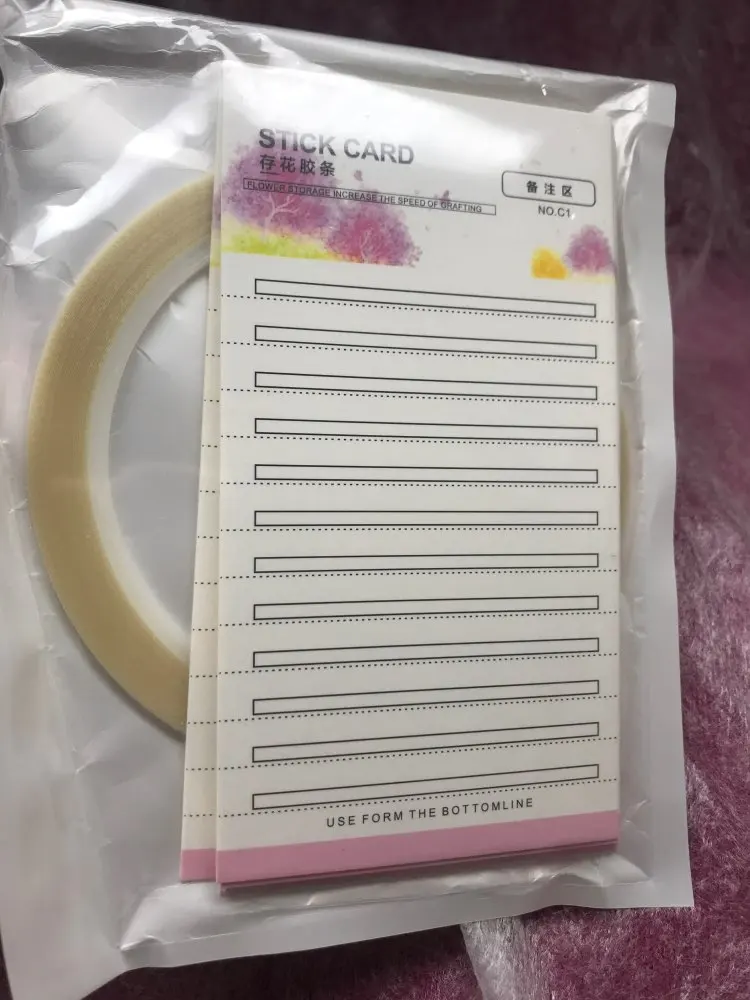 STICK CARD
存花胶条
FLOWER STORAGE INCREASE THE SPEED OF GRAFTING
备注区
NO.C1
USE FORM THE BOTTOMLINE